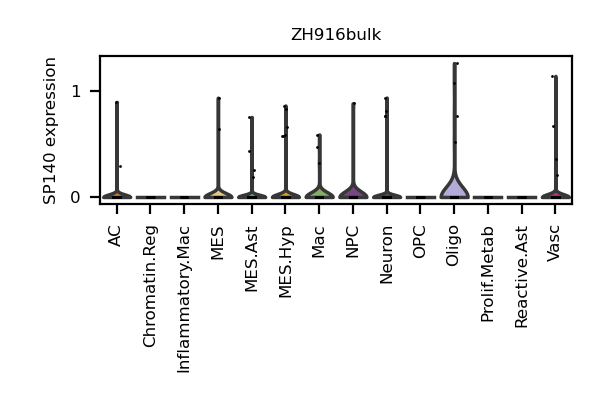 ZH916bulk
SP140 expression
1
0
AC
Chromatin.Reg
Inflammatory.Mac
MES
MES.Ast
MES.Hyp
Mac
NPC
Neuron
OPC
Oligo
Prolif.Metab
Reactive.Ast
Vasc